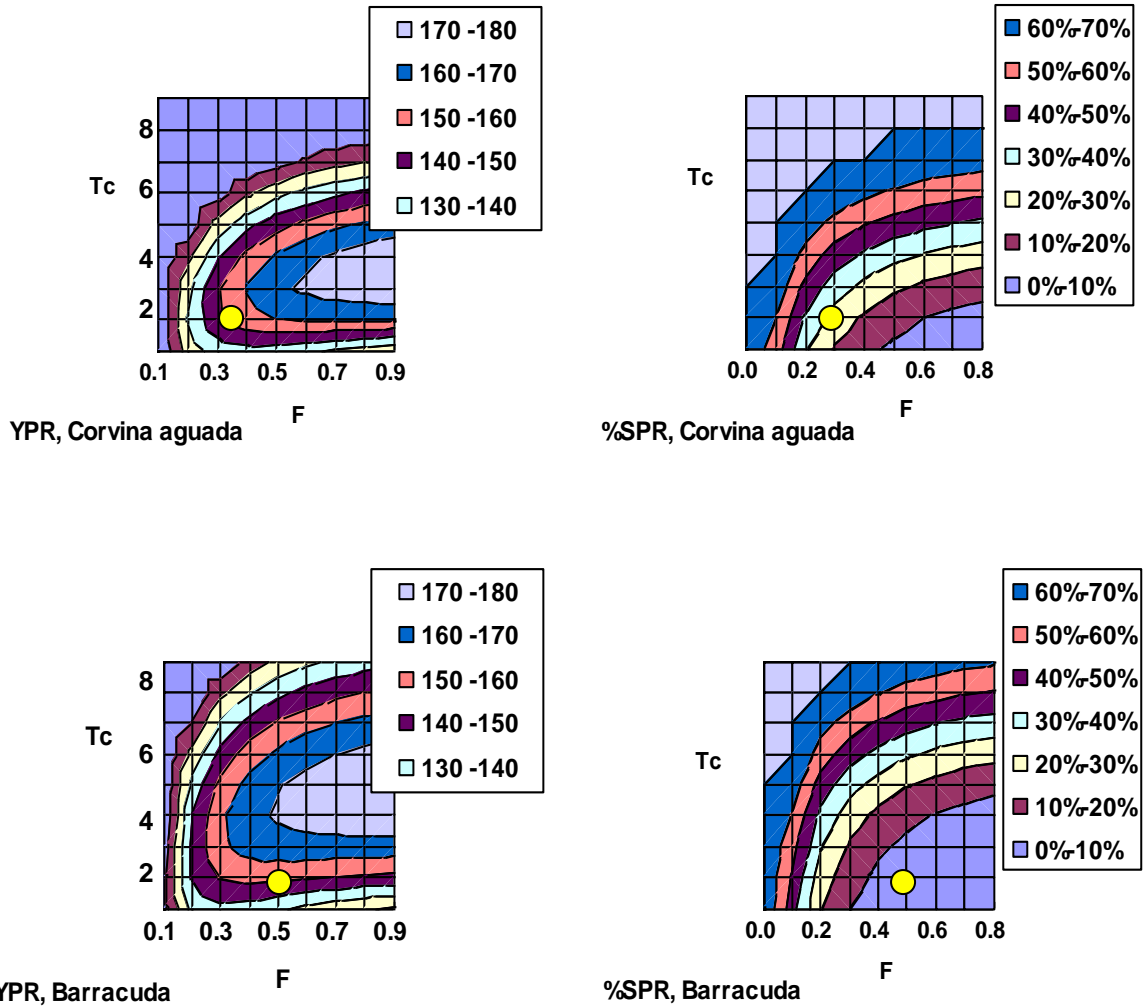 170 -180
160 -170
150 -160
140 -150
130 -140
8
6
4
2
Tc
0.1 0.3 0.5 0.7 0.9
F
YPR, Corvina aguada
60%-70%
50%-60%
40%-50%
30%-40%
20%-30%
10%-20%
0%-10%
Tc
0.0 0.2 0.4 0.6 0.8
F
%SPR, Corvina aguada
170 -180
160 -170
150 -160
140 -150
130 -140
8
6
4
2
Tc
0.1 0.3 0.5 0.7 0.9
F
YPR, Barracuda
60%-70%
50%-60%
40%-50%
30%-40%
20%-30%
10%-20%
0%-10%
Tc
0.0 0.2 0.4 0.6 0.8
F
%SPR, Barracuda